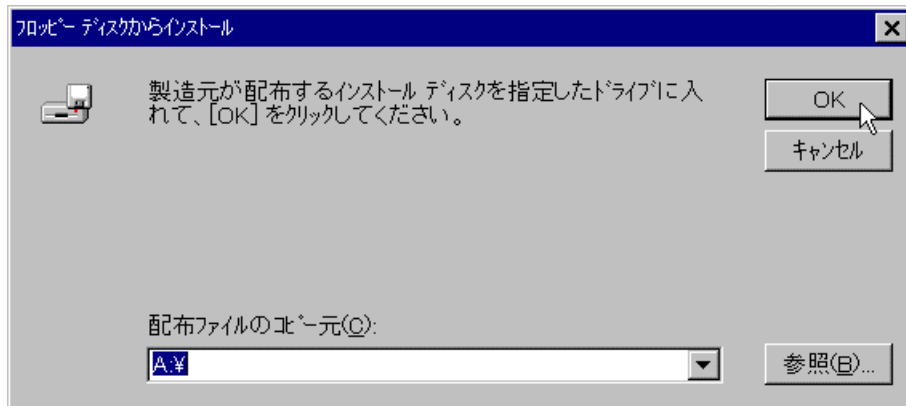 ﾌﾛｯﾋﾟｰ ﾃﾞｨｽｸからｲﾝｽﾄｰﾙ
製造元が配布するｲﾝｽﾄｰﾙ ﾃﾞｨｽｸを指定したﾄﾞﾗｲﾌﾞに入
れて、[OK] をｸﾘｯｸしてください。
OK
ｷｬﾝｾﾙ
配布ﾌｧｲﾙのｺﾋﾟｰ元(C):
A:¥
参照(B)...